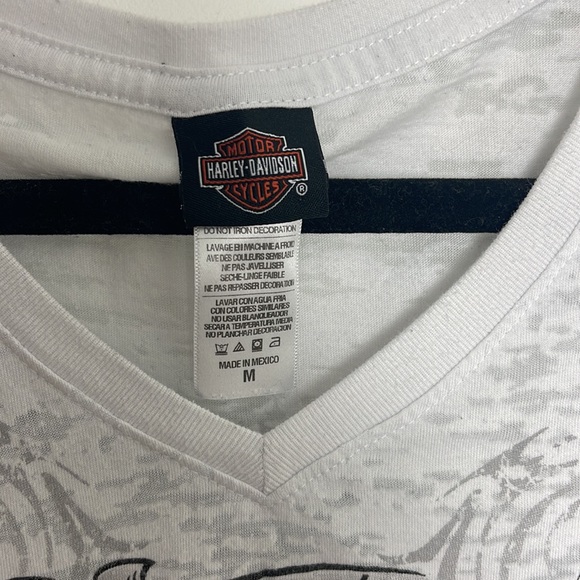 MOTOR
HARLEY-DAVIDSON
CYCLES
®
DO NOT IRON DECORATION
LAVAGE EN MACHINE A FROID
AVE DES COULEURS SEMBLABLE
NE PAS JAVELLISER
SECHE-LINGE FAIBLE
NE PAS REPASSER DECORATION
LAVAR CON AGUA FRIA
CON COLORES SIMILARES
NO USAR BLANQUEADOR
SECAR A TEMPERATURA MEDIA
NO PLANCHAR DECORACTION
MADE IN MEXICO
M